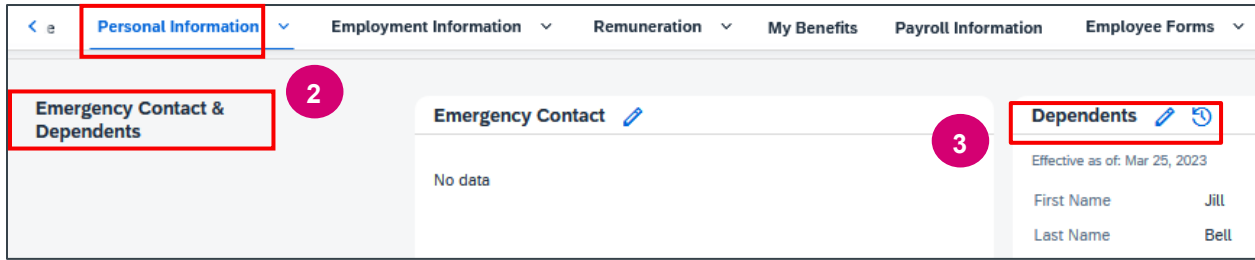 e Personal Information Employment Information Remuneration My Benefits Payroll Information Employee Forms
2
Emergency Contact &
Dependents
Emergency Contact
No data
3
Dependents
Effective as of: Mar 25, 2023
First Name Jill
Last Name Bell